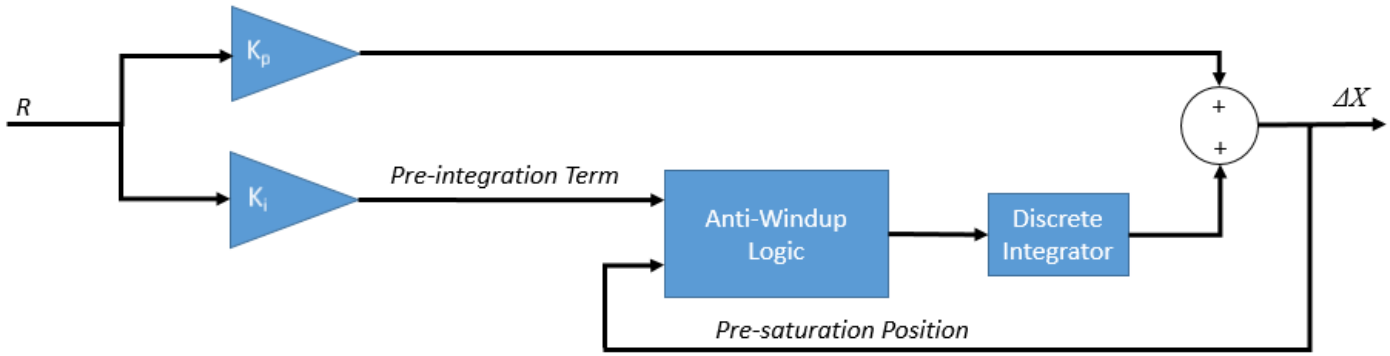 Kp
R
ΔX
+
+
Ki
Pre-integration Term
Anti-Windup
Logic
Discrete
Integrator
Pre-saturation Position